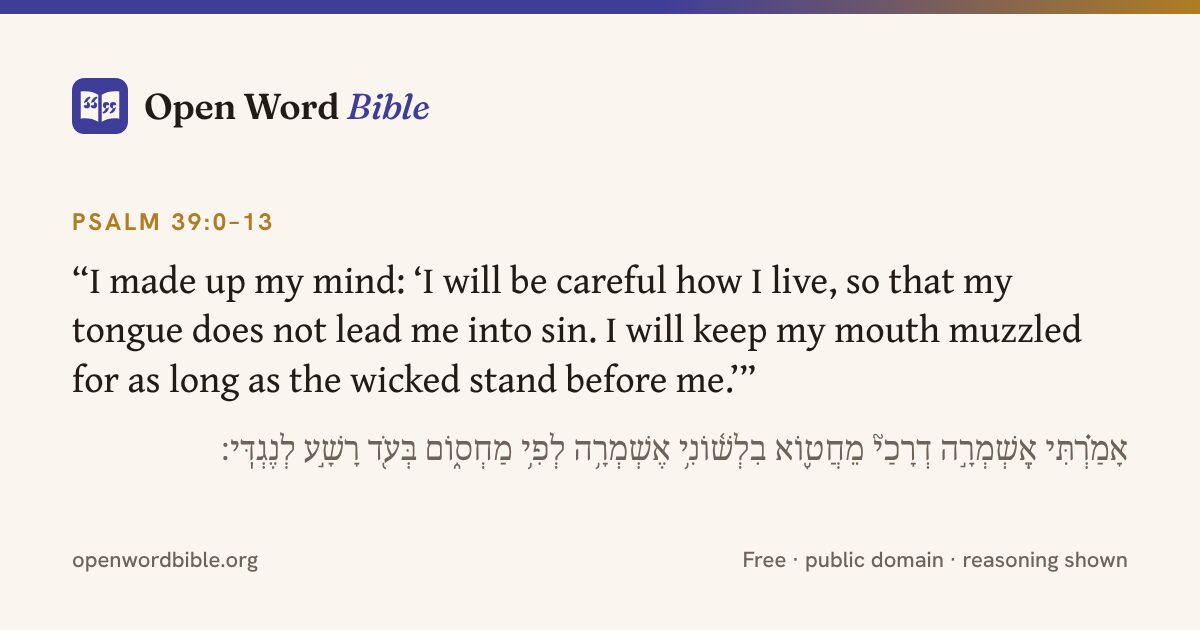 Open Word Bible
PSALM 39:0–13
“I made up my mind: ‘I will be careful how I live, so that my
tongue does not lead me into sin. I will keep my mouth muzzled
for as long as the wicked stand before me.’”
אָמַ֗רְתִּי אֶֽשְׁמְרָ֣ה דְרָכַי֮ מֵחֲט֪וֹא בִלְשׁ֫וֹנִ֥י אֶשְׁמְרָ֥ה לְפִ֥י מַחְס֑וֹם בְּעֹ֖ד רָשָׁ֣ע לְנֶגְדִּֽי׃
openwordbible.org
Free · public domain · reasoning shown